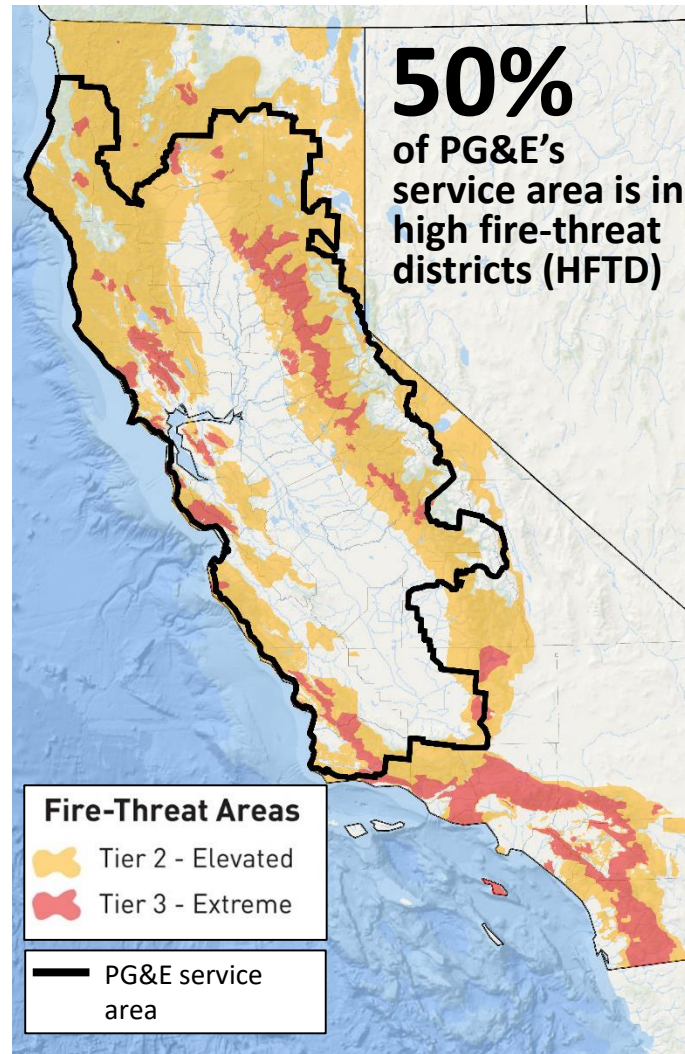 50%
of PG&E’s
service area is in
high fire-threat
districts (HFTD)
Fire-Threat Areas
Tier 2 - Elevated
Tier 3 - Extreme
PG&E service
area